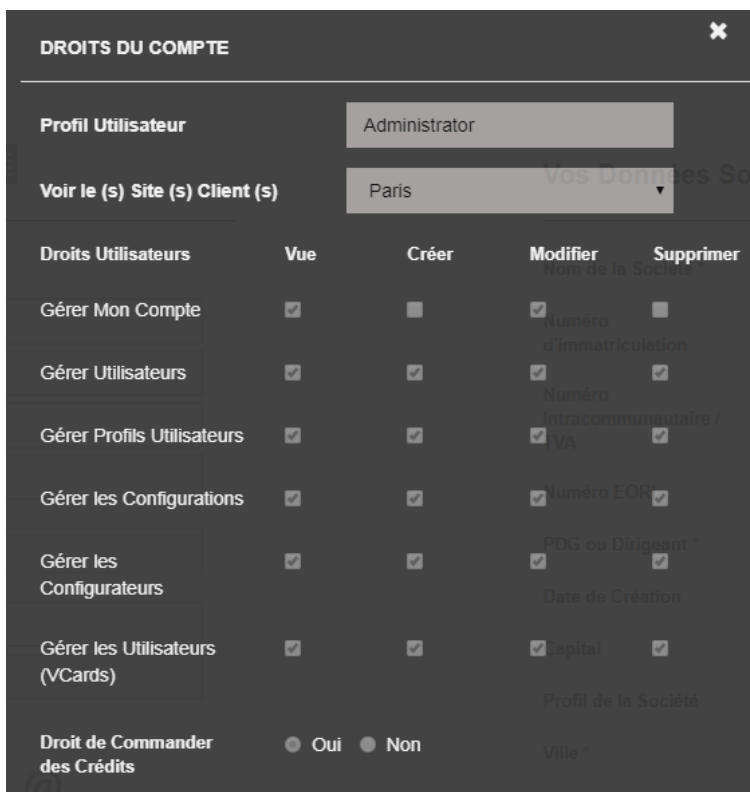 DROITS DU COMPTE
Profil Utilisateur Administrator
Voir le (s) Site (s) Client (s) Paris
Vos Données So
Droits Utilisateurs Vue Créer Modifier Supprimer
Nom de la Société *
Gérer Mon Compte
Numéro
d'immatriculation
Gérer Utilisateurs
Numéro
Intracommunautaire /
TVA
Gérer Profils Utilisateurs
Gérer les Configurations
Numéro EORI
PDG ou Dirigeant *
Gérer les
Configurateurs
Date de Création
Gérer les Utilisateurs
(VCards)
Capital
Profil de la Société
Droit de Commander
des Crédits
Oui Non
Ville *
@